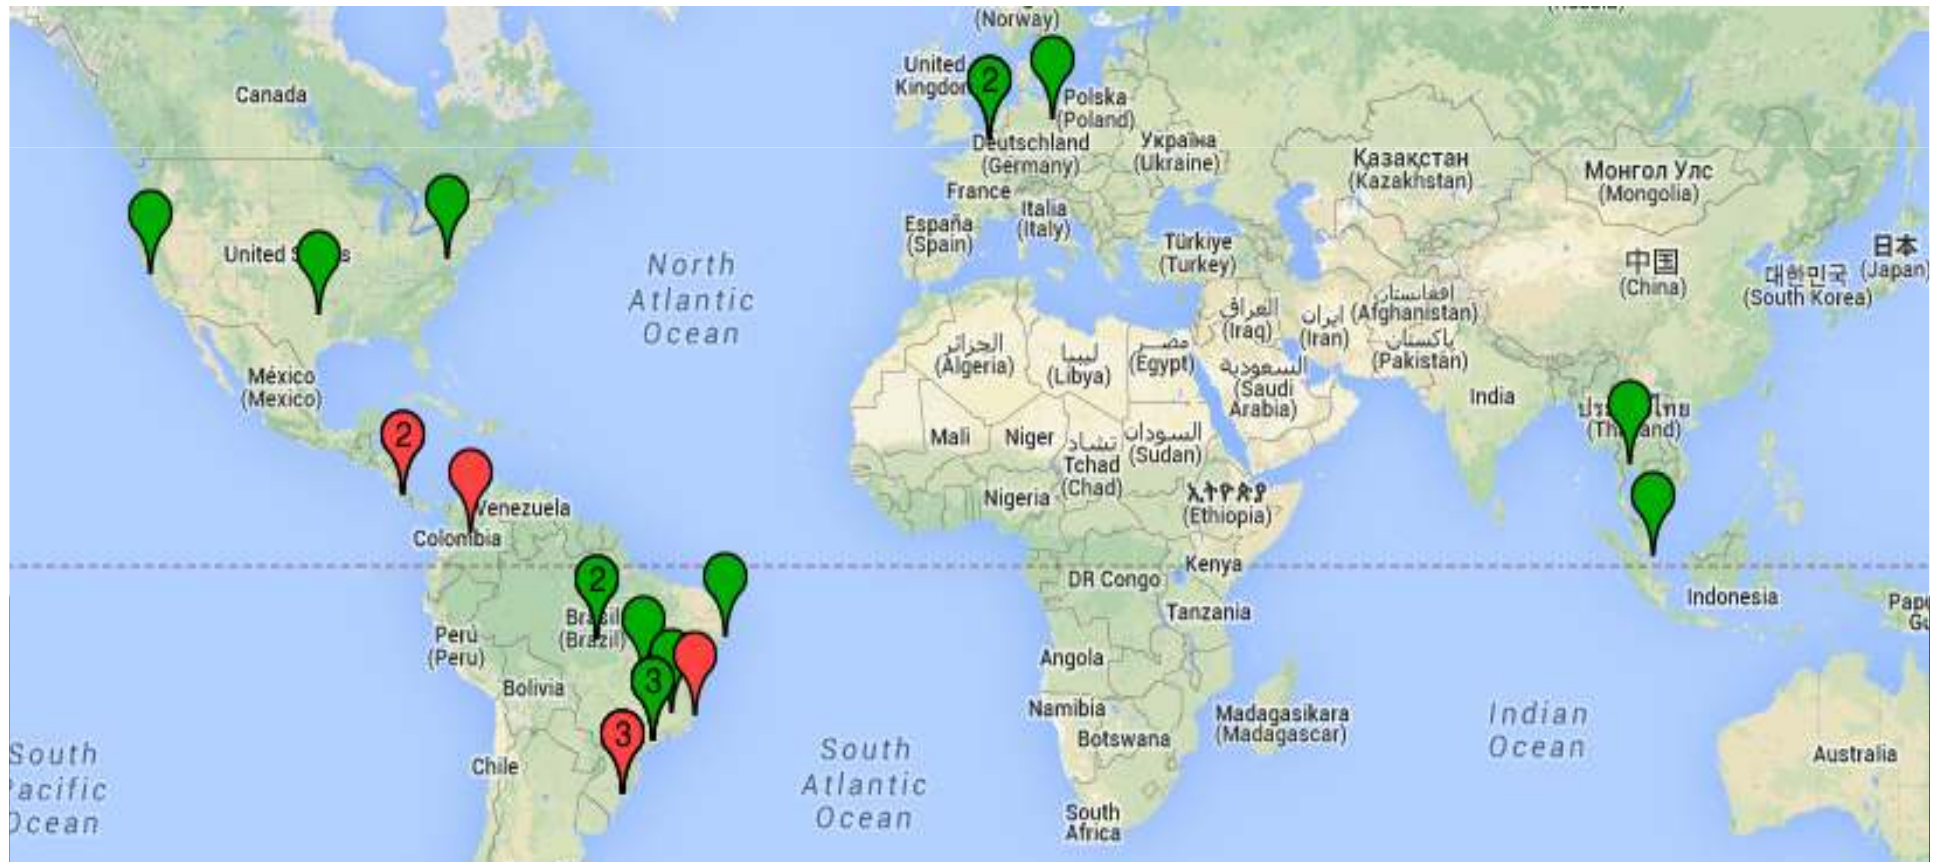 (Norway)
United
Kingdom
2
Polska
(Poland)
Canada
Deutschland
(Germany)
Україна
(Ukraine)
Қазақстан
(Kazakhstan)
Монгол Улс
(Mongolia)
France
Italia
(Italy)
España
(Spain)
Türkiye
(Turkey)
United S s
North
Atlantic
Ocean
中国
(China)
日本
(Japan)
대한민국
(South Korea)
افغانستان
(Afghanistan)
العراق
(Iraq)
ایران
(Iran)
پاکستان
(Pakistan)
الجزائر
(Algeria)
ليبيا
(Libya)
مصر
(Egypt)
السعودية
(Saudi
Arabia)
México
(Mexico)
India
2
Mali
Niger
تشاد
Tchad
(Chad)
السودان
(Sudan)
(Thailand)
Nigeria
ኢትዮጵያ
(Ethiopia)
Venezuela
Colombia
Kenya
DR Congo
2
Brasil
(Brazil)
Indonesia
Tanzania
Perú
(Peru)
Angola
3
Bolivia
Namibia
Madagasikara
(Madagascar)
Indian
Ocean
3
Botswana
South
Pacific
Ocean
Chile
South
Atlantic
Ocean
Australia
South
Africa